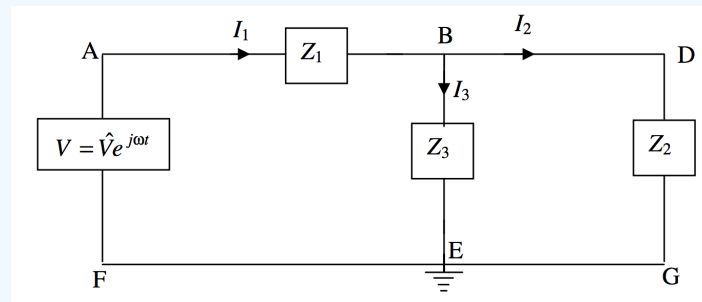 I₁
B
I₂
A
Z₁
D
I₃
V = V̂e^{jωt}
Z₃
Z₂
E
F
G